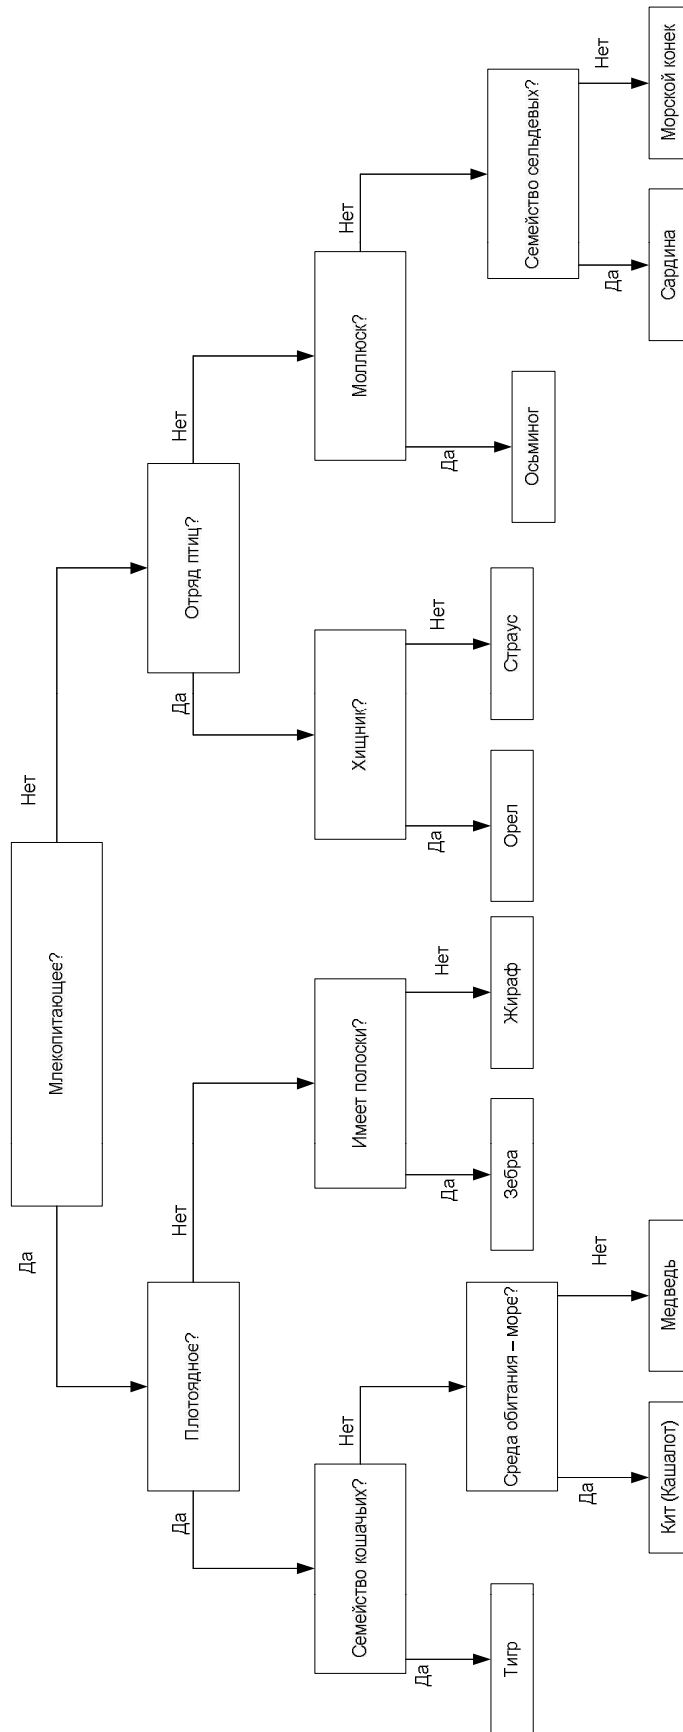 Млекопитающее?
Да
Нет
Плотоядное?
Отряд птиц?
Да
Нет
Да
Нет
Семейство кошачьих?
Имеет полоски?
Хищник?
Моллюск?
Да
Нет
Да
Нет
Да
Нет
Да
Нет
Тигр
Среда обитания – море?
Зебра
Жираф
Орел
Страус
Осьминог
Семейство сельдевых?
Да
Нет
Да
Нет
Кит (Кашалот)
Медведь
Сардина
Морской конек